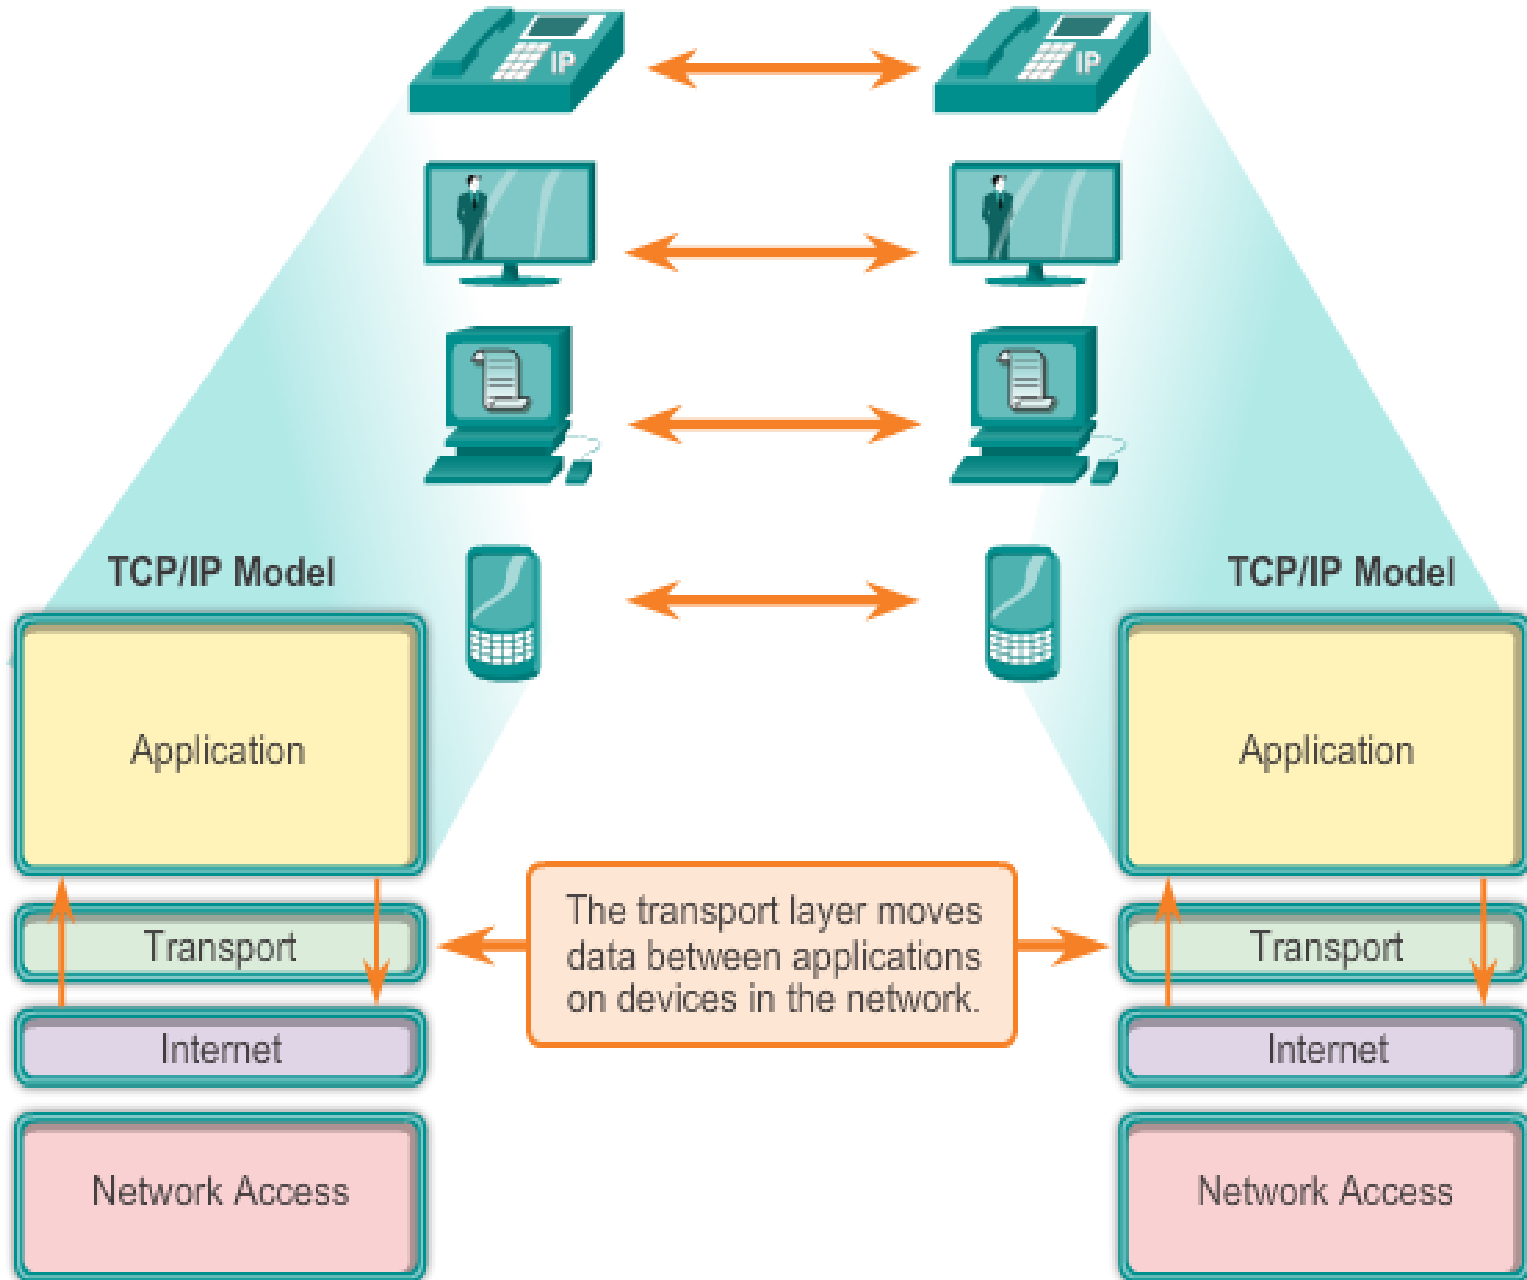 IP
IP
TCP/IP Model
TCP/IP Model
Application
Application
The transport layer moves
data between applications
on devices in the network.
Transport
Transport
Internet
Internet
Network Access
Network Access